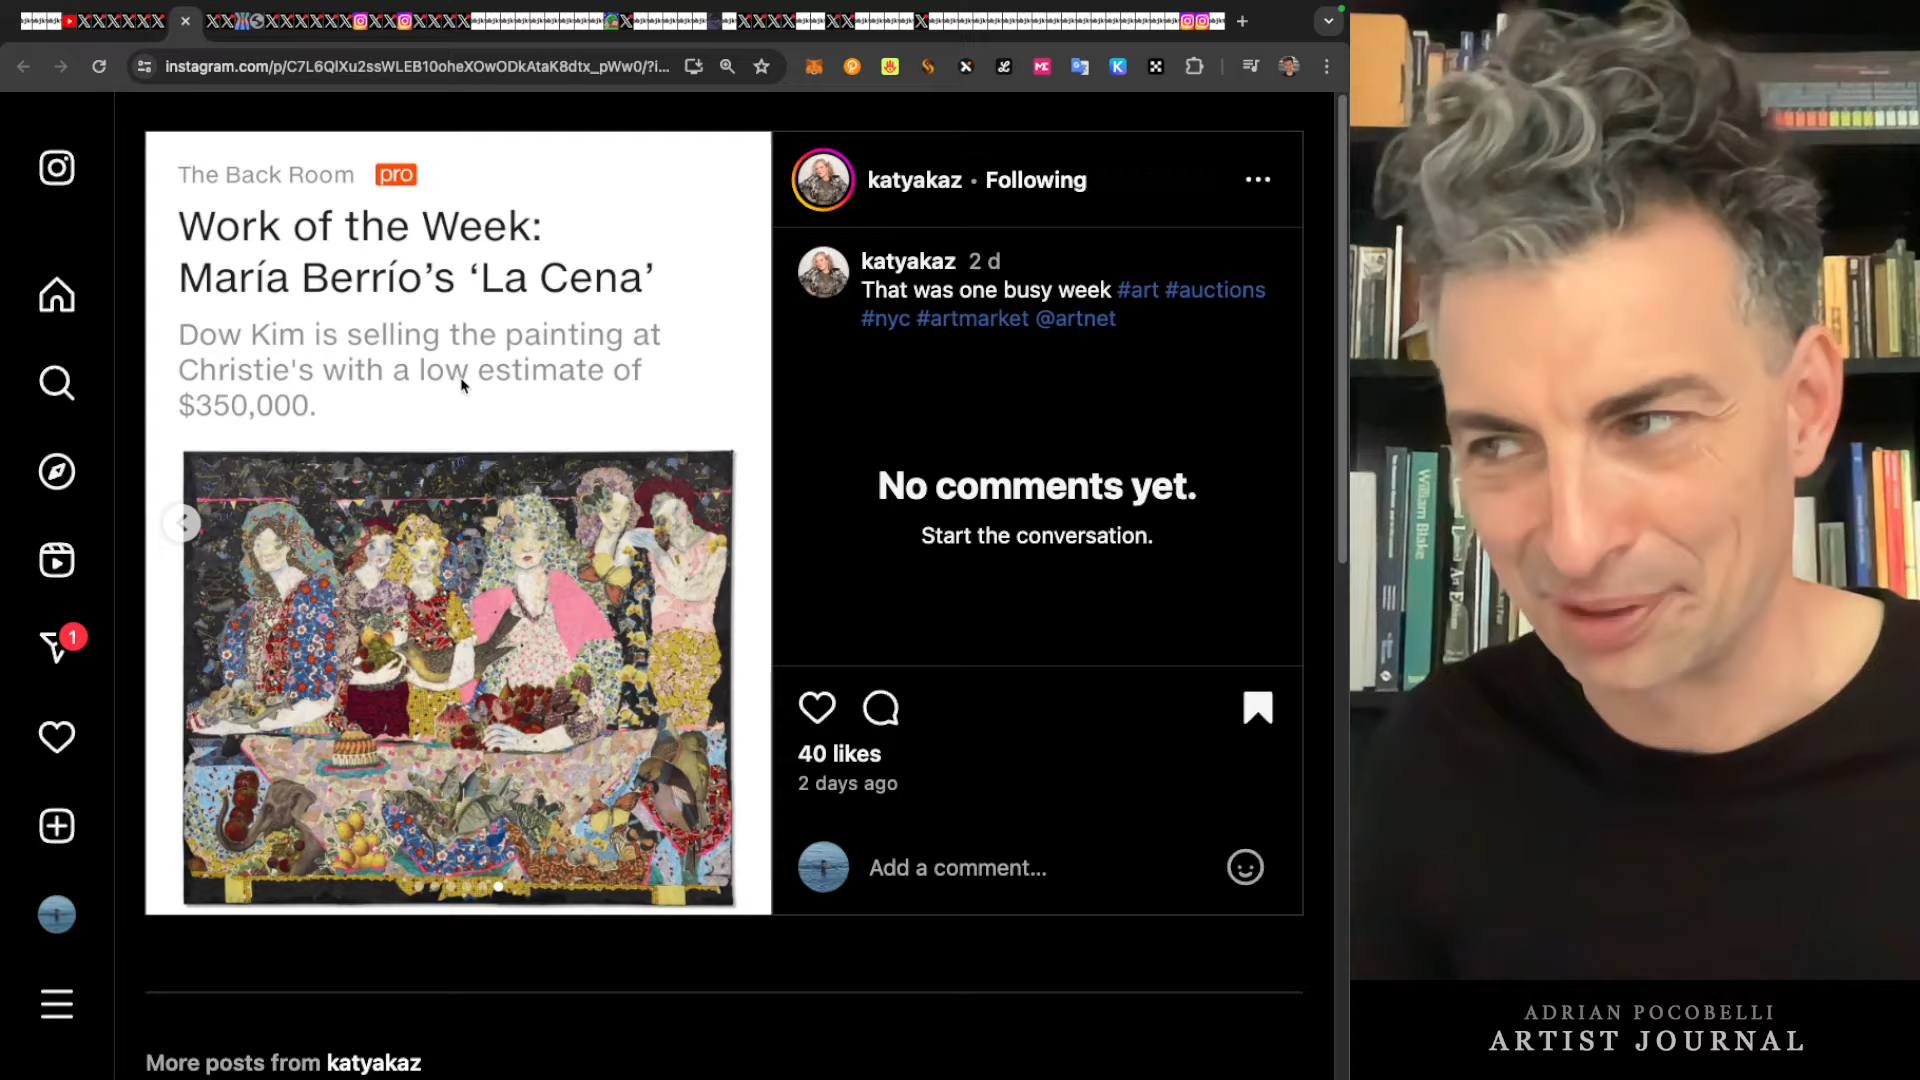 instagram.com/p/C7L6QlXu2ssWLEB10oheXOwODkAtaK8dtx_pWw0/?i...
The Back Room pro
Work of the Week:
María Berrío's 'La Cena'
Dow Kim is selling the painting at
Christie's with a low estimate of
$350,000.
katyakaz • Following
katyakaz 2 d
That was one busy week #art #auctions
#nyc #artmarket @artnet
No comments yet.
Start the conversation.
1
40 likes
2 days ago
Add a comment...
More posts from katyakaz
William Blake
ADRIAN POCOBELLI
ARTIST JOURNAL